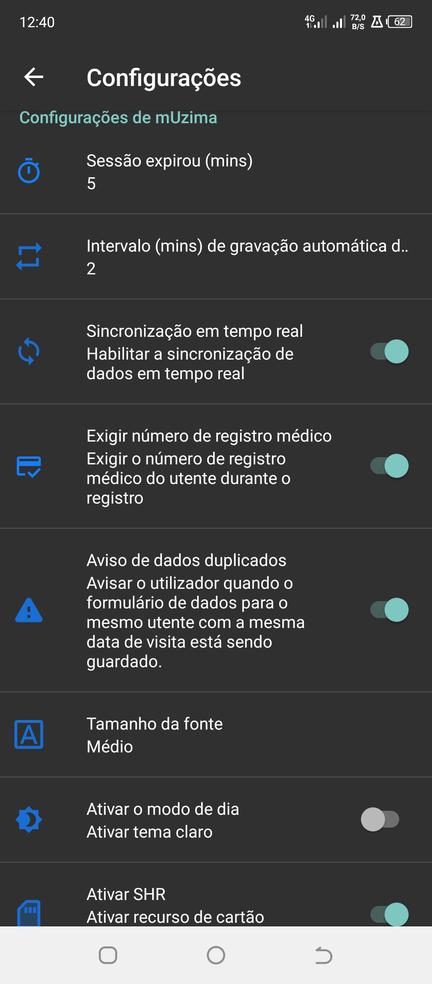 12:40
4G
72,0
B/S
62
Configurações
Configurações de mUzima
Sessão expirou (mins)
5
Intervalo (mins) de gravação automática d..
2
Sincronização em tempo real
Habilitar a sincronização de
dados em tempo real
Exigir número de registro médico
Exigir o número de registro
médico do utente durante o
registro
Aviso de dados duplicados
Avisar o utilizador quando o
formulário de dados para o
mesmo utente com a mesma
data de visita está sendo
guardado.
A
Tamanho da fonte
Médio
Ativar o modo de dia
Ativar tema claro
Ativar SHR
Ativar recurso de cartão